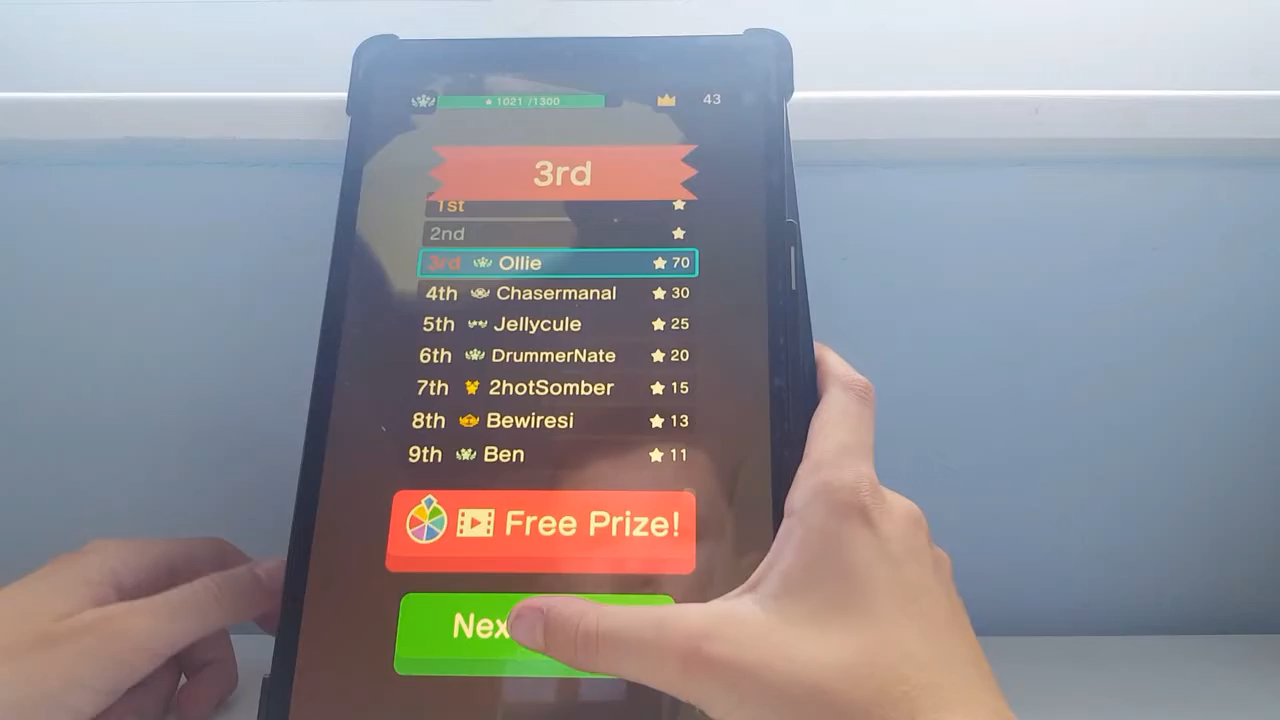 1021 /1300
43
3rd
1st
2nd
3rd Ollie 70
4th Chasermanal 30
5th Jellycule 25
6th DrummerNate 20
7th 2hotSomber 15
8th Bewiresi 13
9th Ben 11
Free Prize!
Nex